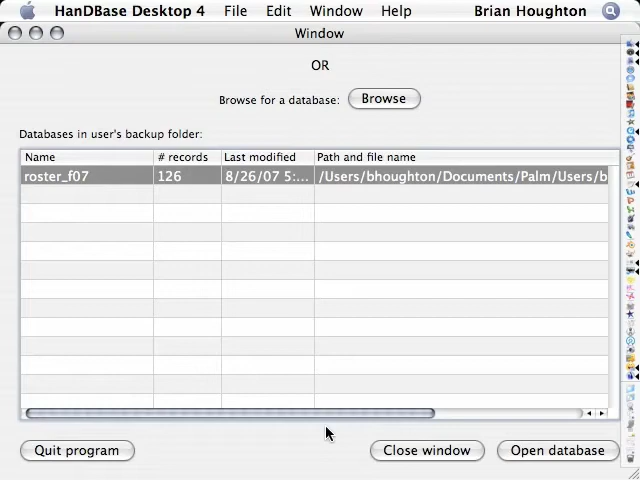 HanDBase Desktop 4 File Edit Window Help Brian Houghton
Window
OR
Browse for a database: Browse
Databases in user's backup folder:
Name # records Last modified Path and file name
roster_f07 126 8/26/07 5:... /Users/bhoughton/Documents/Palm/Users/b
Quit program Close window Open database